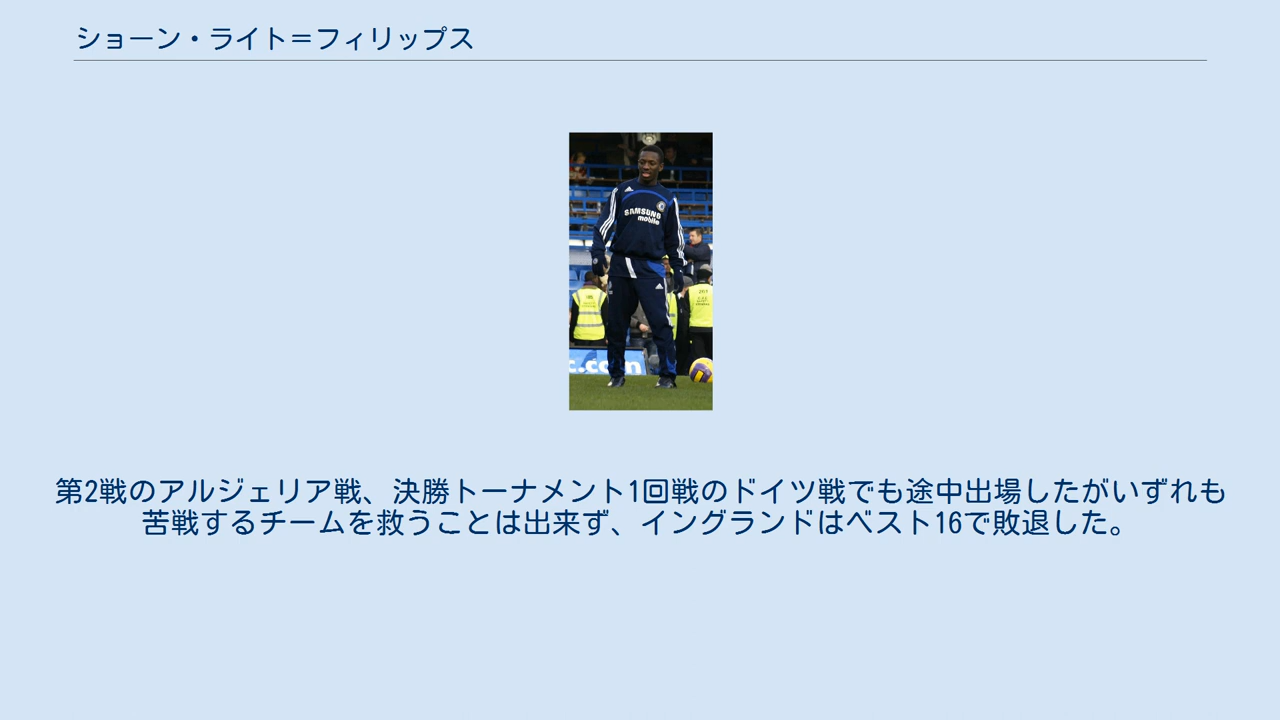 ショーン・ライト＝フィリップス
SAMSUNG
mobile
c.com
第2戦のアルジェリア戦、決勝トーナメント1回戦のドイツ戦でも途中出場したがいずれも
苦戦するチームを救うことは出来ず、イングランドはベスト16で敗退した。